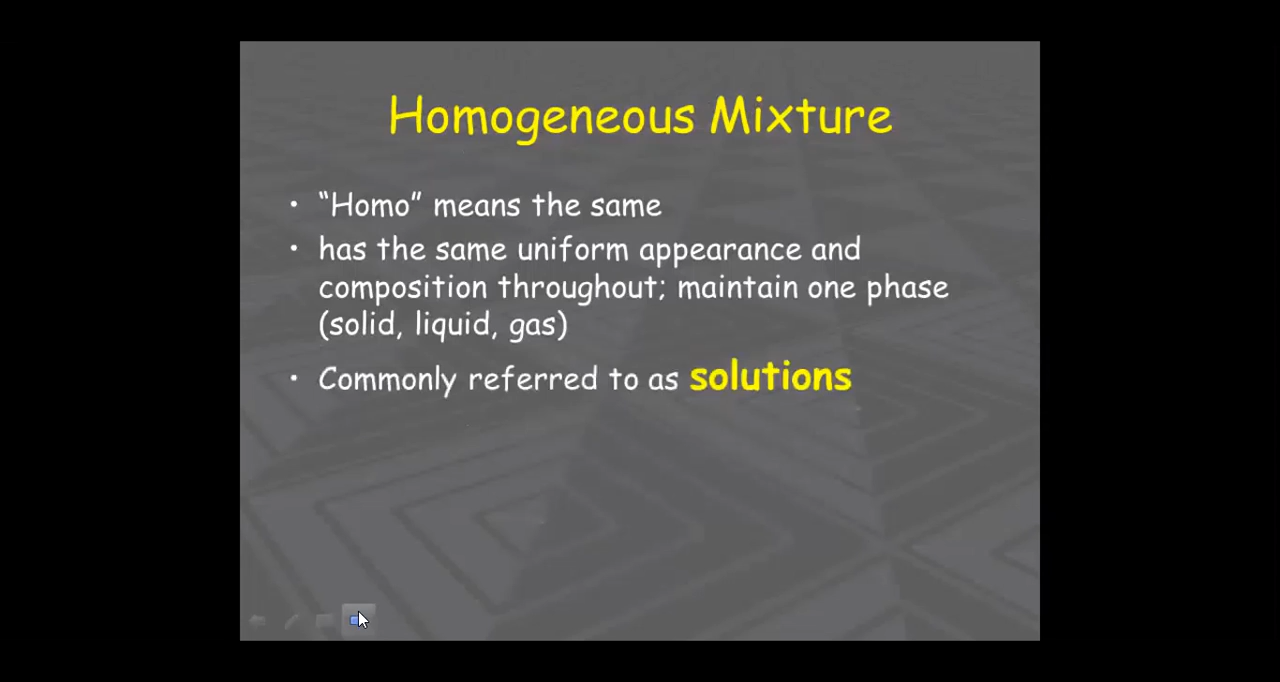 Homogeneous Mixture
• “Homo” means the same
• has the same uniform appearance and
composition throughout; maintain one phase
(solid, liquid, gas)
• Commonly referred to as solutions